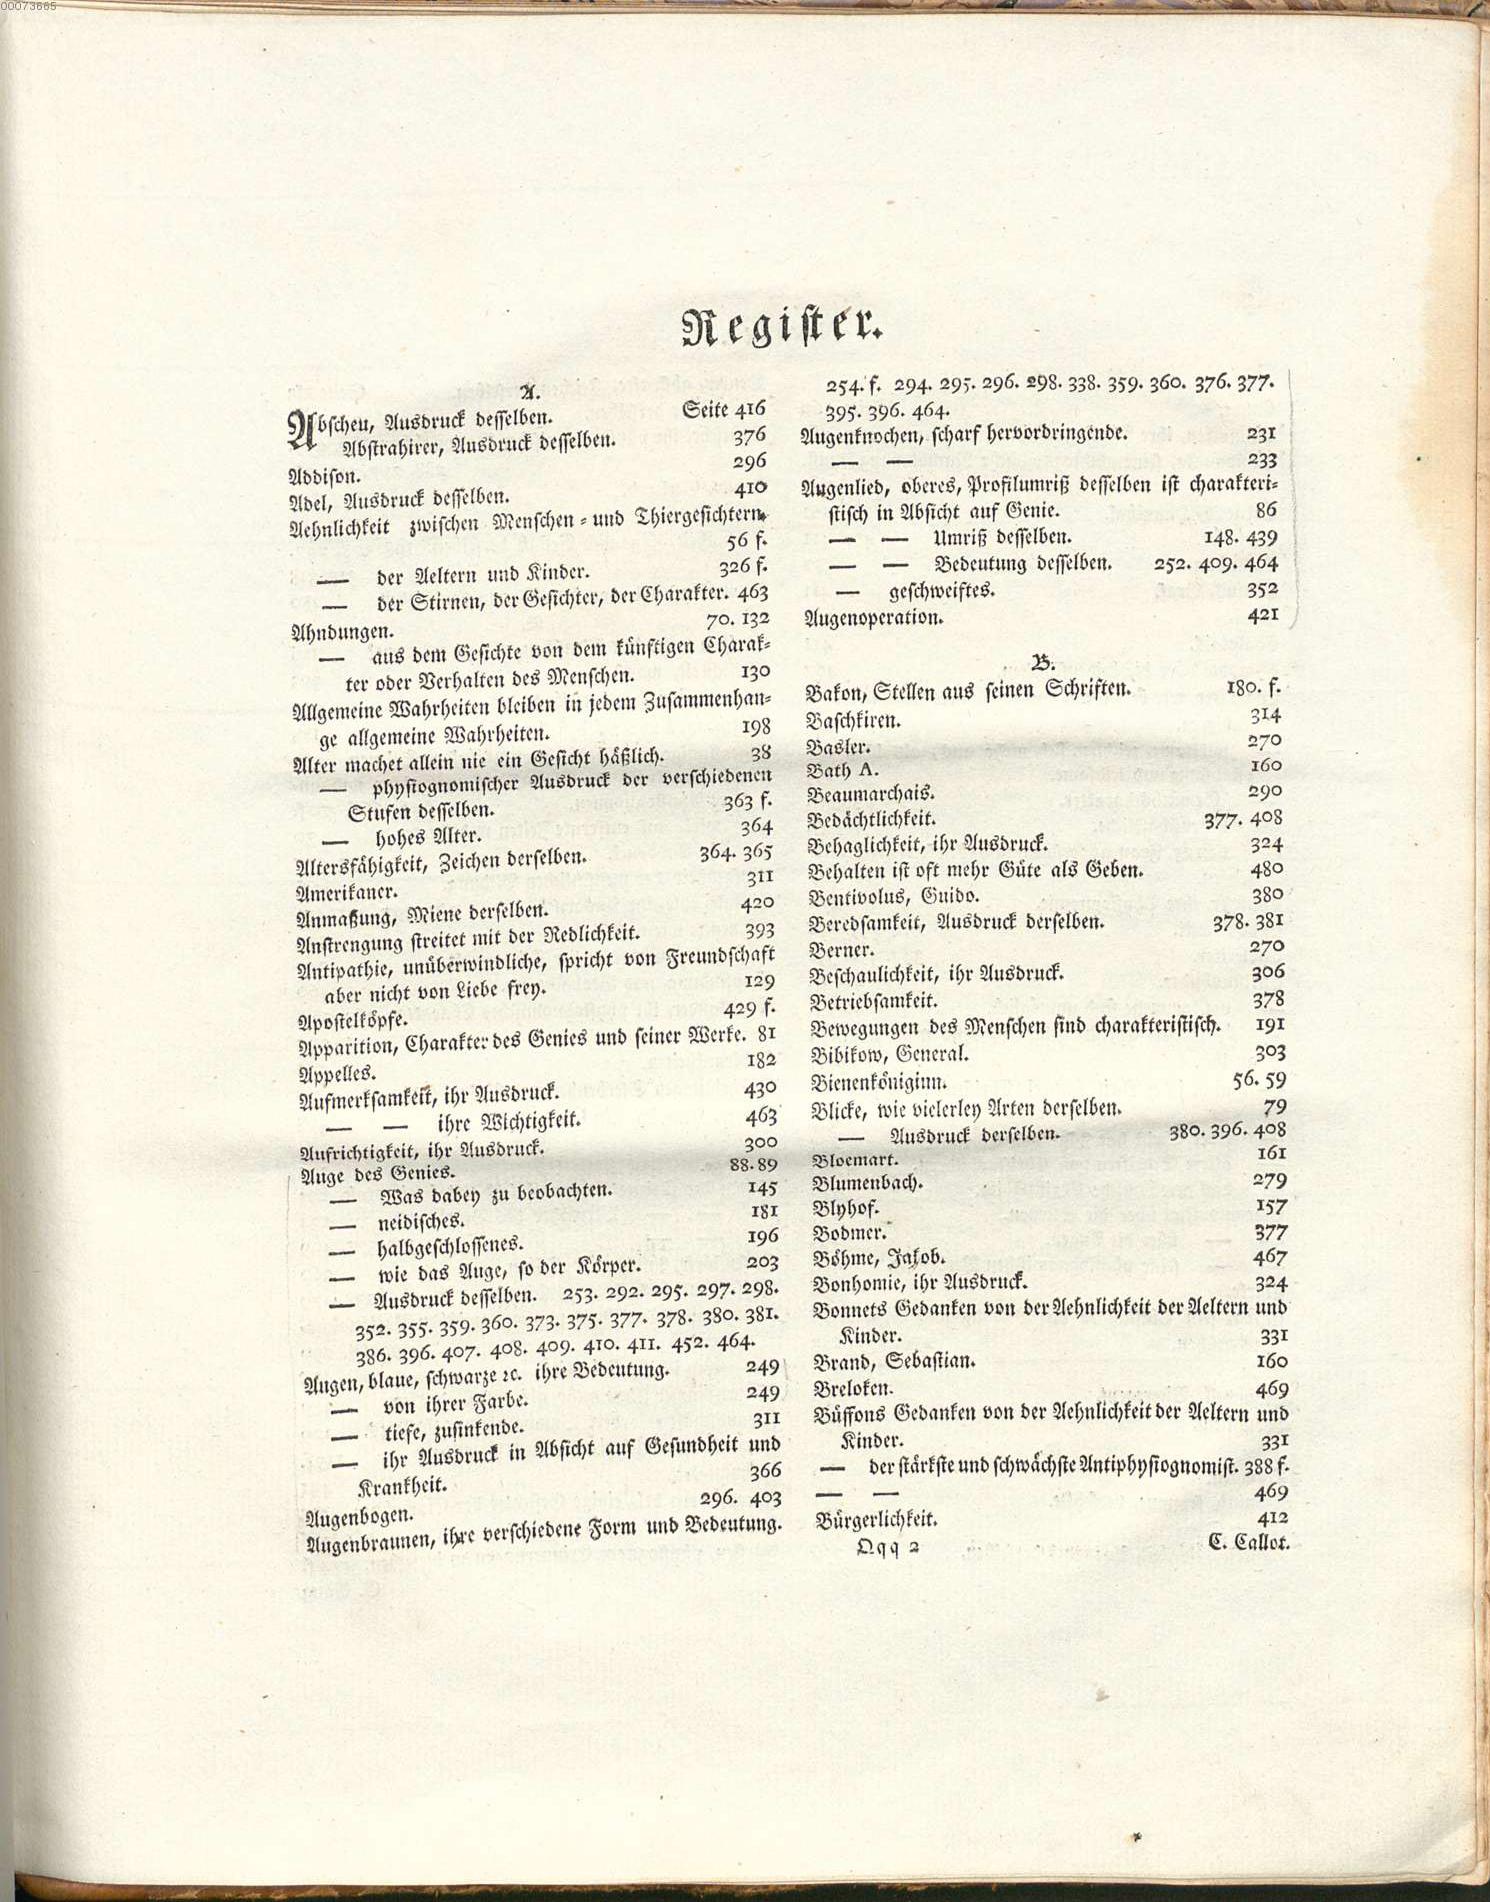 00073665
Register.
A.
Abscheu, Ausdruck desselben. Seite 416
Abstrahirer, Ausdruck desselben. 376
Addison. 296
Adel, Ausdruck desselben. 410
Aehnlichkeit zwischen Menschen- und Thiergesichtern.
56 f.
— der Aeltern und Kinder. 326 f.
— der Stirnen, der Gesichter, der Charakter. 463
Ahndungen. 70. 132
— aus dem Gesichte von dem künftigen Charak-
ter oder Verhalten des Menschen. 130
Allgemeine Wahrheiten bleiben in jedem Zusammenhan-
ge allgemeine Wahrheiten. 198
Alter machet allein nie ein Gesicht häßlich. 38
— physiognomischer Ausdruck der verschiedenen
Stufen desselben. 363 f.
— hohes Alter. 364
Altersfähigkeit, Zeichen derselben. 364. 365
Amerikaner. 311
Anmaßung, Miene derselben. 420
Anstrengung streitet mit der Redlichkeit. 393
Antipathie, unüberwindliche, spricht von Freundschaft
aber nicht von Liebe frey. 129
Apostelköpfe. 429 f.
Apparition, Charakter des Genies und seiner Werke. 81
Appelles. 182
Aufmerksamkeit, ihr Ausdruck. 430
— — ihre Wichtigkeit. 463
Aufrichtigkeit, ihr Ausdruck. 300
Auge des Genies. 88. 89
— Was dabey zu beobachten. 145
— neidisches. 181
— halbgeschlossenes. 196
— wie das Auge, so der Körper. 203
— Ausdruck desselben. 253. 292. 295. 297. 298.
352. 355. 359. 360. 373. 375. 377. 378. 380. 381.
386. 396. 407. 408. 409. 410. 411. 452. 464.
Augen, blaue, schwarze ꝛc. ihre Bedeutung. 249
— von ihrer Farbe. 249
— tiefe, zusinkende. 311
— ihr Ausdruck in Absicht auf Gesundheit und
Krankheit. 366
Augenbogen. 296. 403
Augenbraunen, ihre verschiedene Form und Bedeutung.
254. f. 294. 295. 296. 298. 338. 359. 360. 376. 377.
395. 396. 464.
Augenknochen, scharf hervordringende. 231
— — 233
Augenlied, oberes, Profilumriß desselben ist charakteri-
stisch in Absicht auf Genie. 86
— — Umriß desselben. 148. 439
— — Bedeutung desselben. 252. 409. 464
— geschweiftes. 352
Augenoperation. 421
B.
Bakon, Stellen aus seinen Schriften. 180. f.
Baschkiren. 314
Basler. 270
Bath A. 160
Beaumarchais. 290
Bedächtlichkeit. 377. 408
Behaglichkeit, ihr Ausdruck. 324
Behalten ist oft mehr Güte als Geben. 480
Bentivolus, Guido. 380
Beredsamkeit, Ausdruck derselben. 378. 381
Berner. 270
Beschaulichkeit, ihr Ausdruck. 306
Betriebsamkeit. 378
Bewegungen des Menschen sind charakteristisch. 191
Bibikow, General. 303
Bienenköniginn. 56. 59
Blicke, wie vielerley Arten derselben. 79
— Ausdruck derselben. 380. 396. 408
Bloemart. 161
Blumenbach. 279
Blyhof. 157
Bodmer. 377
Böhme, Jakob. 467
Bonhomie, ihr Ausdruck. 324
Bonnets Gedanken von der Aehnlichkeit der Aeltern und
Kinder. 331
Brand, Sebastian. 160
Breloken. 469
Büffons Gedanken von der Aehnlichkeit der Aeltern und
Kinder. 331
— der stärkste und schwächste Antiphysiognomist. 388 f.
— — 469
Bürgerlichkeit. 412
Qqq 2 C. Callot.